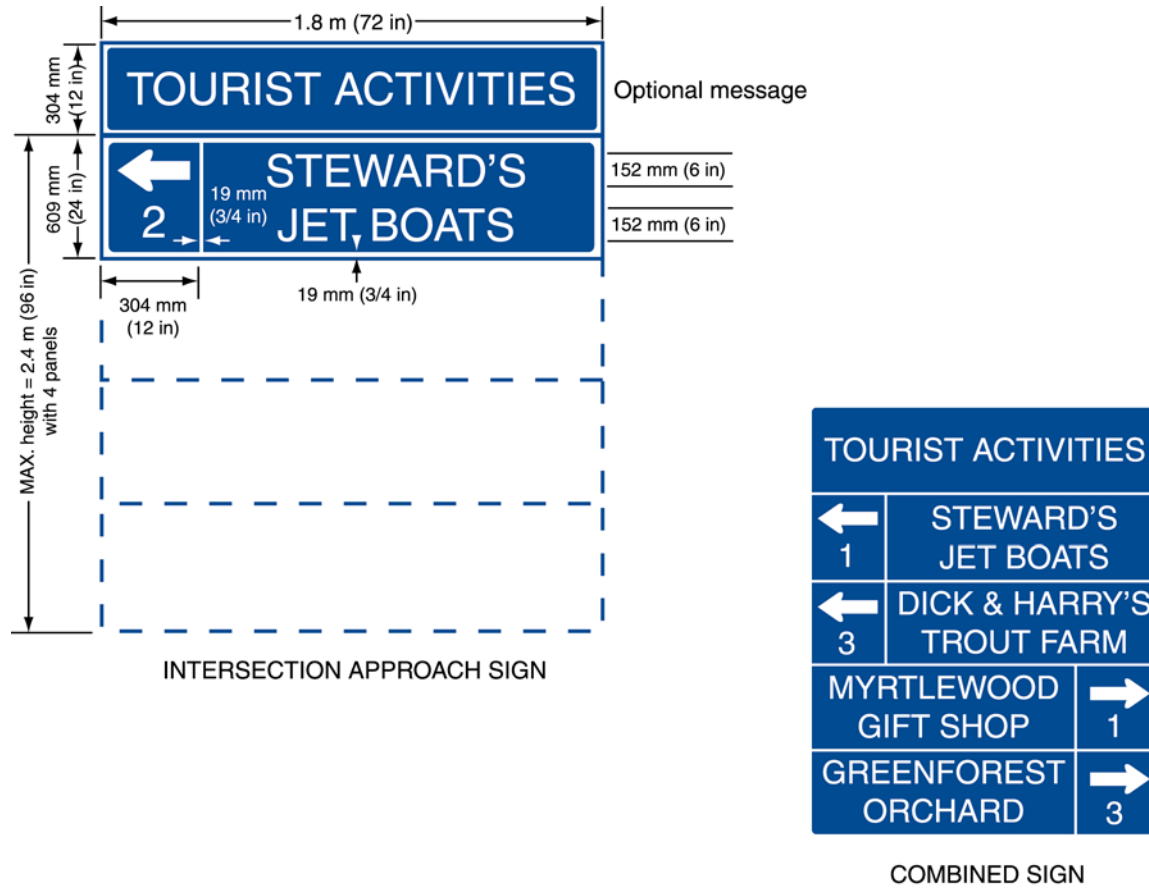 1.8 m (72 in)
304 mm
(12 in)
TOURIST ACTIVITIES
Optional message
609 mm
(24 in)
2
19 mm
(3/4 in)
STEWARD'S
JET BOATS
152 mm (6 in)
152 mm (6 in)
304 mm
(12 in)
19 mm (3/4 in)
MAX. height = 2.4 m (96 in)
with 4 panels
INTERSECTION APPROACH SIGN
TOURIST ACTIVITIES
1
STEWARD'S
JET BOATS
3
DICK & HARRY'S
TROUT FARM
MYRTLEWOOD
GIFT SHOP
1
GREENFOREST
ORCHARD
3
COMBINED SIGN